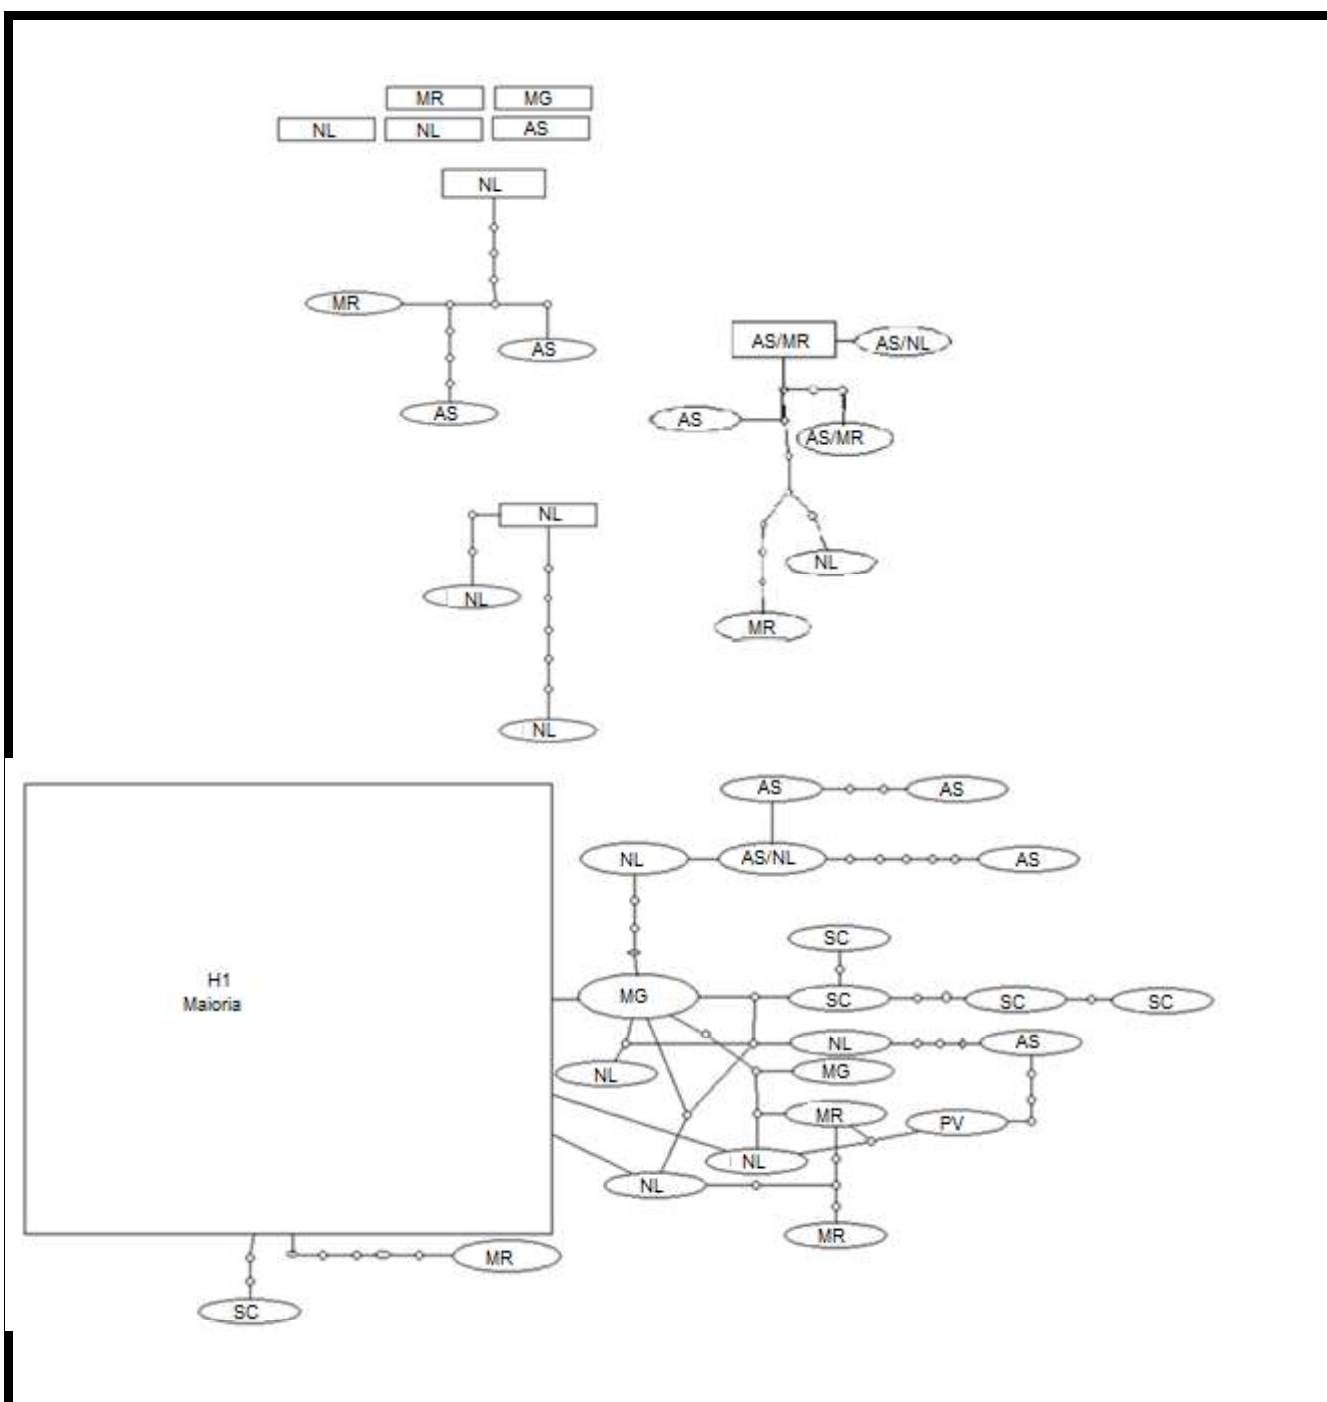 MR MG
NL NL AS
NL
MR
AS
AS
AS/MR AS/NL
AS
AS/MR
NL
NL
NL
MR
NL
AS AS
NL AS/NL AS
SC
H1
Maioria
MG SC SC SC
NL AS
NL MG
MR
PV
NL
NL
MR
MR
SC